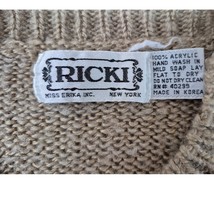 RICKI
MISS ERIKA, INC. NEW YORK
100% ACRYLIC
HAND WASH IN
MILD SOAP LAY
FLAT TO DRY
DO NOT DRY CLEAN
RN# 40299
MADE IN KOREA